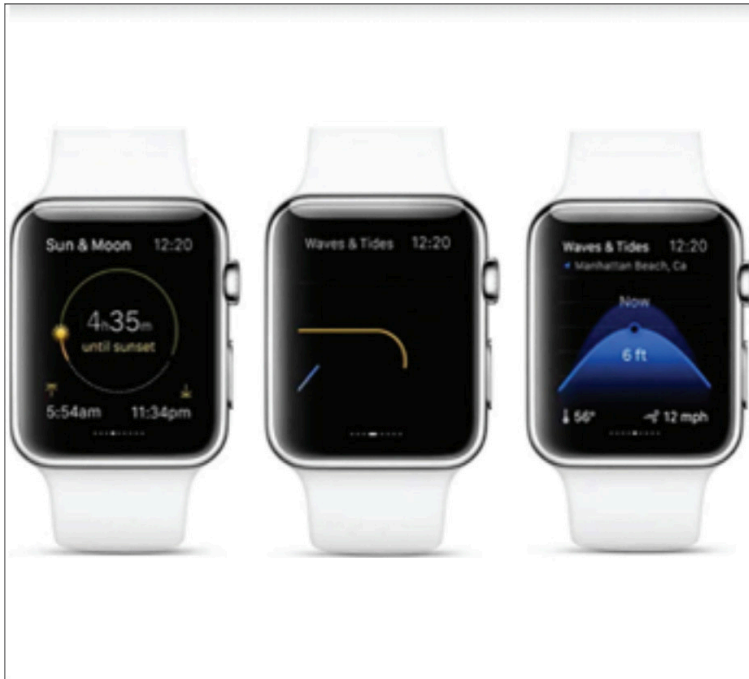 Sun & Moon 12:20
4h35m
until sunset
5:54am 11:34pm
Waves & Tides 12:20
Waves & Tides 12:20
Manhattan Beach, Ca
Now
6 ft
56° 12 mph